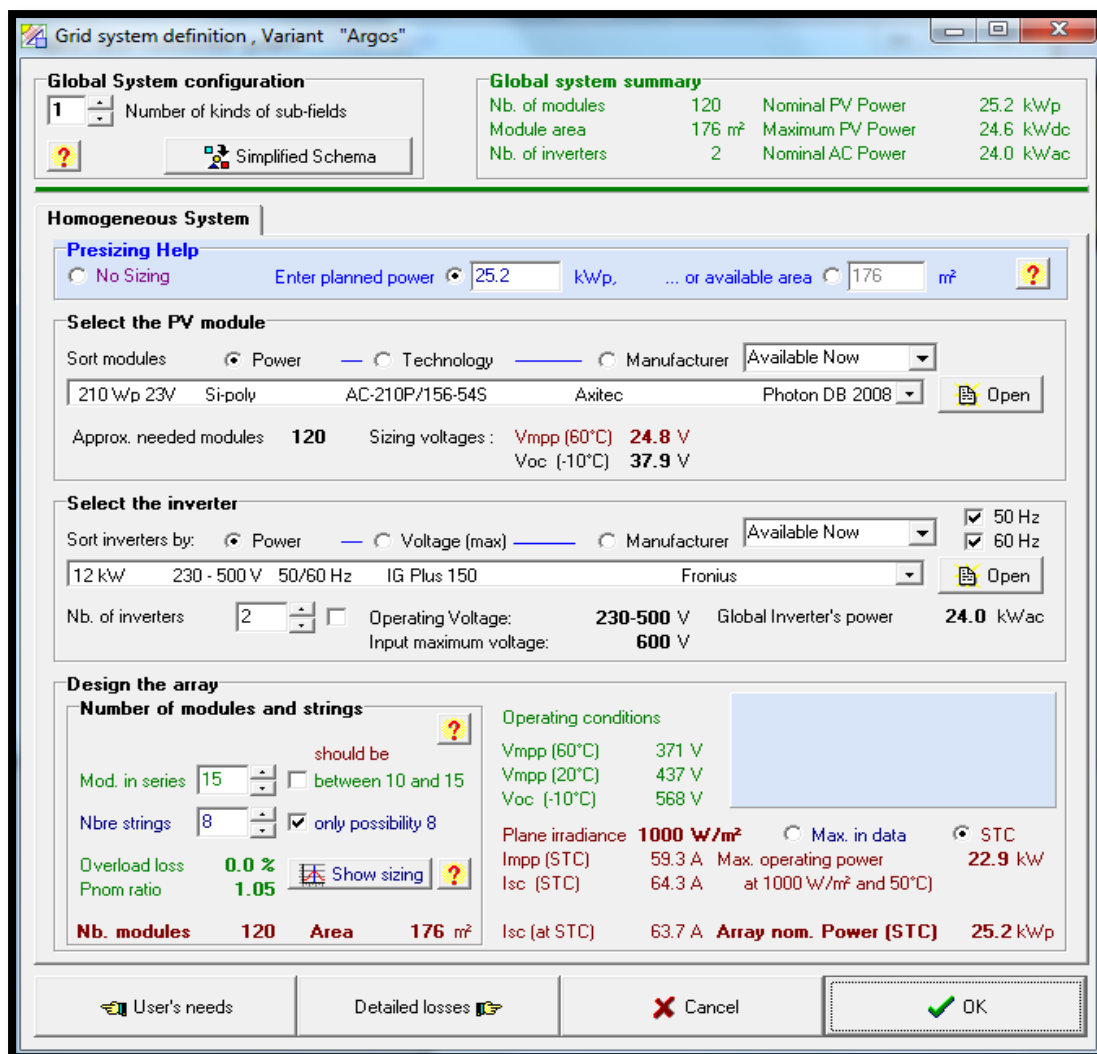 Grid system definition , Variant   "Argos"
Global System configuration
1 Number of kinds of sub-fields
? Simplified Schema
Global system summary
Nb. of modules 120 Nominal PV Power 25.2 kWp
Module area 176 m² Maximum PV Power 24.6 kWdc
Nb. of inverters 2 Nominal AC Power 24.0 kWac
Homogeneous System
Presizing Help
No Sizing Enter planned power 25.2 kWp, ... or available area 176 m² ?
Select the PV module
Sort modules Power Technology Manufacturer Available Now
210 Wp 23V Si-poly AC-210P/156-54S Axitec Photon DB 2008 Open
Approx. needed modules 120 Sizing voltages : Vmpp (60°C) 24.8 V
Voc (-10°C) 37.9 V
Select the inverter
50 Hz
Sort inverters by: Power Voltage (max) Manufacturer Available Now 60 Hz
12 kW 230 - 500 V 50/60 Hz IG Plus 150 Fronius Open
Nb. of inverters 2 Operating Voltage: 230-500 V Global Inverter's power 24.0 kWac
Input maximum voltage: 600 V
Design the array
Number of modules and strings
?
should be
Mod. in series 15 between 10 and 15
Nbre strings 8 only possibility 8
Overload loss 0.0 % Show sizing ?
Pnom ratio 1.05
Nb. modules 120 Area 176 m²
Operating conditions
Vmpp (60°C) 371 V
Vmpp (20°C) 437 V
Voc (-10°C) 568 V
Plane irradiance 1000 W/m² Max. in data STC
Impp (STC) 59.3 A Max. operating power 22.9 kW
Isc (STC) 64.3 A at 1000 W/m² and 50°C)
Isc (at STC) 63.7 A Array nom. Power (STC) 25.2 kWp
User's needs Detailed losses Cancel OK